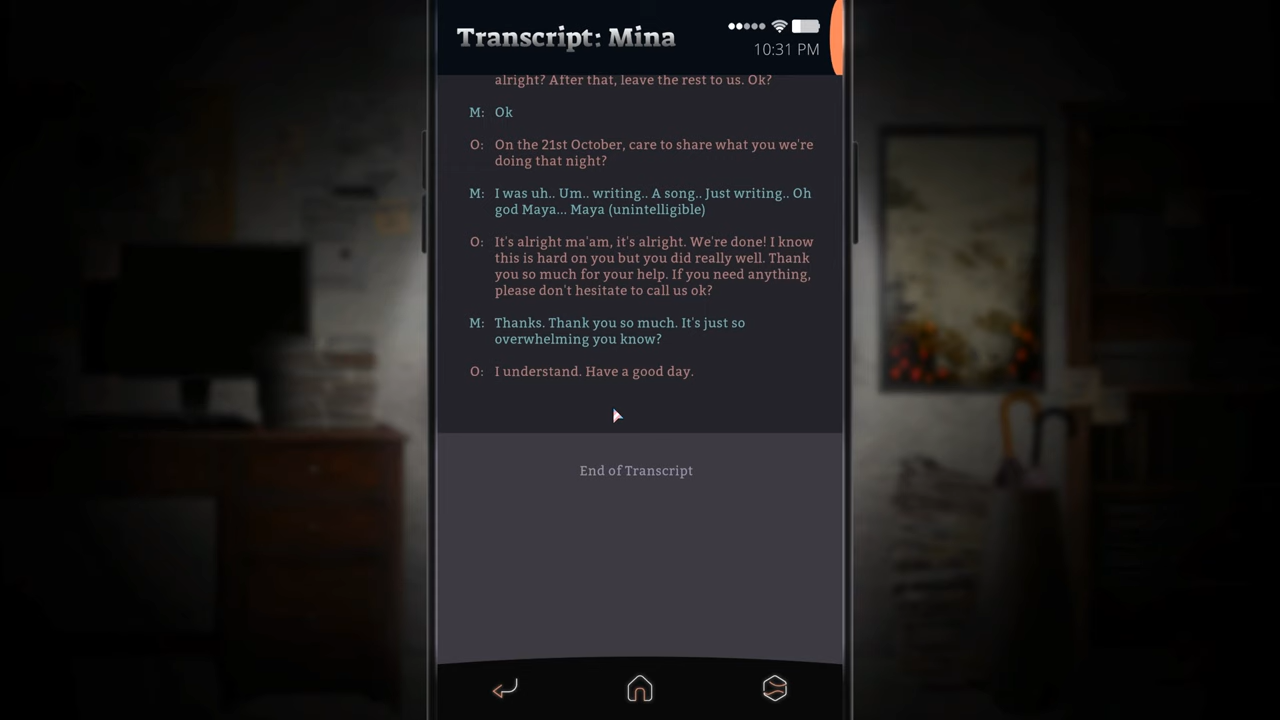 Transcript: Mina
10:31 PM
alright? After that, leave the rest to us. Ok?
M: Ok
O: On the 21st October, care to share what you we're
doing that night?
M: I was uh.. Um.. writing.. A song.. Just writing.. Oh
god Maya... Maya (unintelligible)
O: It's alright ma'am, it's alright. We're done! I know
this is hard on you but you did really well. Thank
you so much for your help. If you need anything,
please don't hesitate to call us ok?
M: Thanks. Thank you so much. It's just so
overwhelming you know?
O: I understand. Have a good day.
End of Transcript